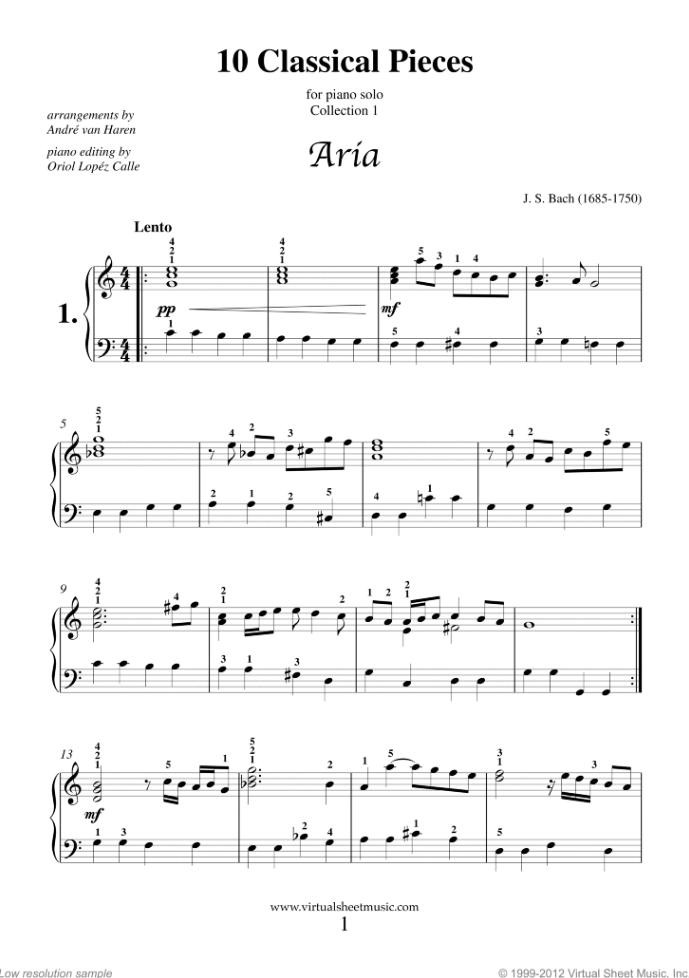 10 Classical Pieces
for piano solo
Collection 1
arrangements by
André van Haren
piano editing by
Oriol Lopéz Calle
Aria
J. S. Bach (1685-1750)
Lento
4
2
1
4
2
1
5 3 1 4
1.
pp mf
1 5 4 4 3 2
5
5
2
1
4 2 3 4 2 5
2 1 2 5 4 1
9
4
2
1
4 2 1 2 2 1 2
1
3 1 3
13
4
2
1
5 1
5
2
1
2 1 5
3
1
3
mf
1 3 2 4 1 2 5
www.virtualsheetmusic.com
1
Low resolution sample
© 1999-2012 Virtual Sheet Music, Inc.